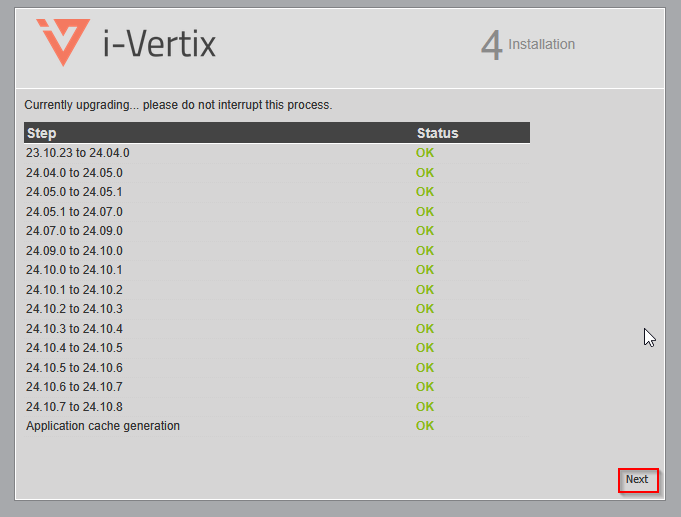 i-Vertix
4 Installation
Currently upgrading... please do not interrupt this process.
Step Status
23.10.23 to 24.04.0 OK
24.04.0 to 24.05.0 OK
24.05.0 to 24.05.1 OK
24.05.1 to 24.07.0 OK
24.07.0 to 24.09.0 OK
24.09.0 to 24.10.0 OK
24.10.0 to 24.10.1 OK
24.10.1 to 24.10.2 OK
24.10.2 to 24.10.3 OK
24.10.3 to 24.10.4 OK
24.10.4 to 24.10.5 OK
24.10.5 to 24.10.6 OK
24.10.6 to 24.10.7 OK
24.10.7 to 24.10.8 OK
Application cache generation OK
Next